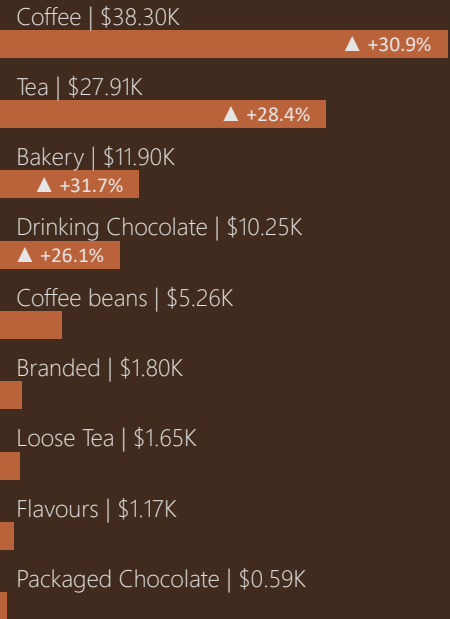 Coffee | $38.30K
▲ +30.9%
Tea | $27.91K
▲ +28.4%
Bakery | $11.90K
▲ +31.7%
Drinking Chocolate | $10.25K
▲ +26.1%
Coffee beans | $5.26K
Branded | $1.80K
Loose Tea | $1.65K
Flavours | $1.17K
Packaged Chocolate | $0.59K